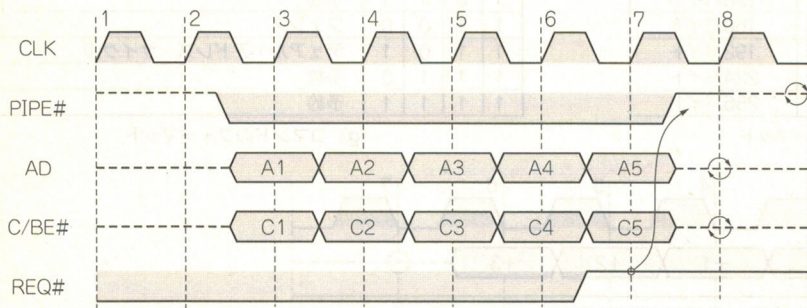 1 2 3 4 5 6 7 8
CLK
PIPE#
AD A1 A2 A3 A4 A5
C/BE# C1 C2 C3 C4 C5
REQ#